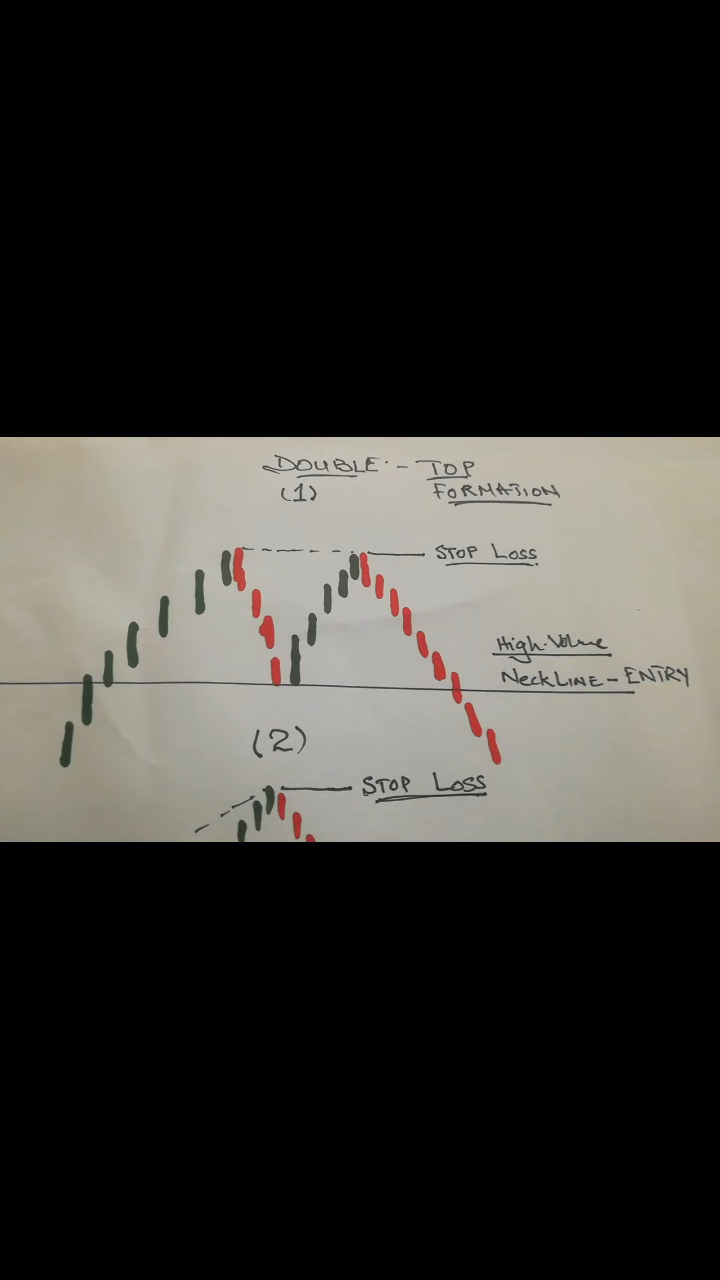 DOUBLE:- TOP
(1) FORMATION
STOP LOSS
High-Volume
NECKLINE - ENTRY
(2)
STOP LOSS